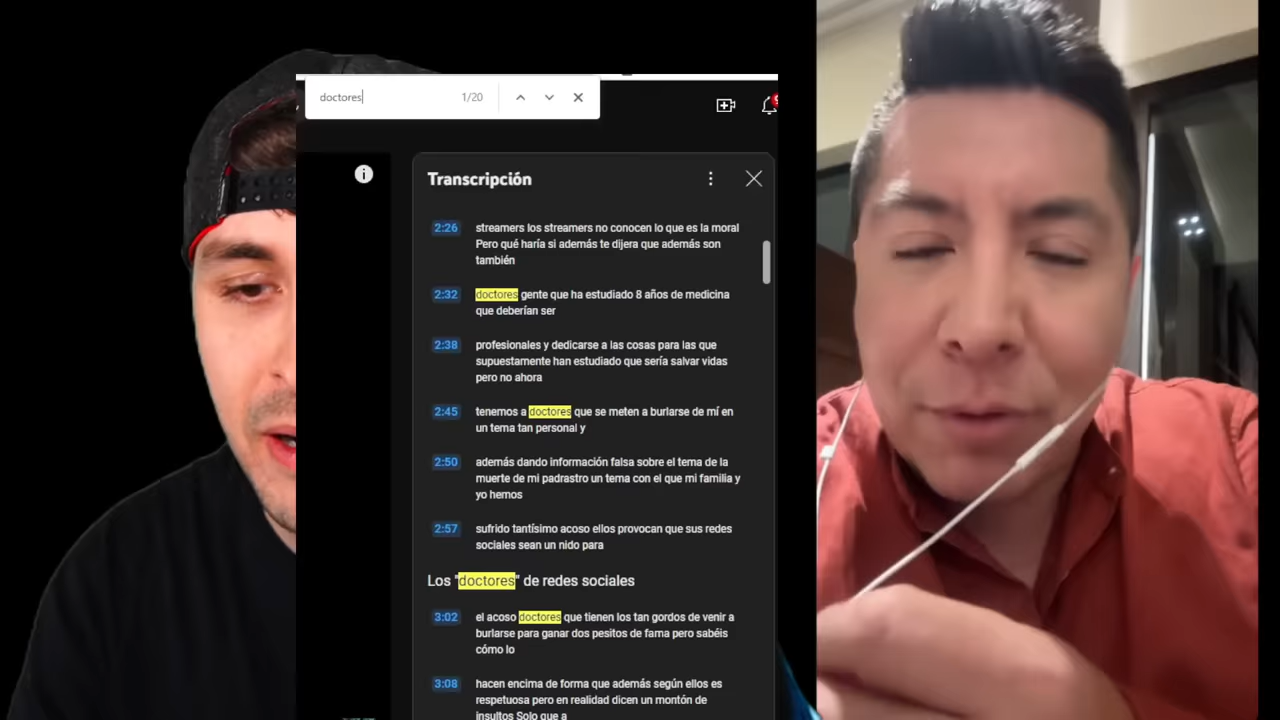 doctores
1/20
Transcripción
2:26
streamers los streamers no conocen lo que es la moral
Pero qué haría si además te dijera que además son
también
2:32
doctores gente que ha estudiado 8 años de medicina
que deberían ser
2:38
profesionales y dedicarse a las cosas para las que
supuestamente han estudiado que sería salvar vidas
pero no ahora
2:45
tenemos a doctores que se meten a burlarse de mí en
un tema tan personal y
2:50
además dando información falsa sobre el tema de la
muerte de mi padrastro un tema con el que mi familia y
yo hemos
2:57
sufrido tantísimo acoso ellos provocan que sus redes
sociales sean un nido para
Los "doctores" de redes sociales
3:02
el acoso doctores que tienen los tan gordos de venir a
burlarse para ganar dos pesitos de fama pero sabéis
cómo lo
3:08
hacen encima de forma que además según ellos es
respetuosa pero en realidad dicen un montón de
insultos Solo que a